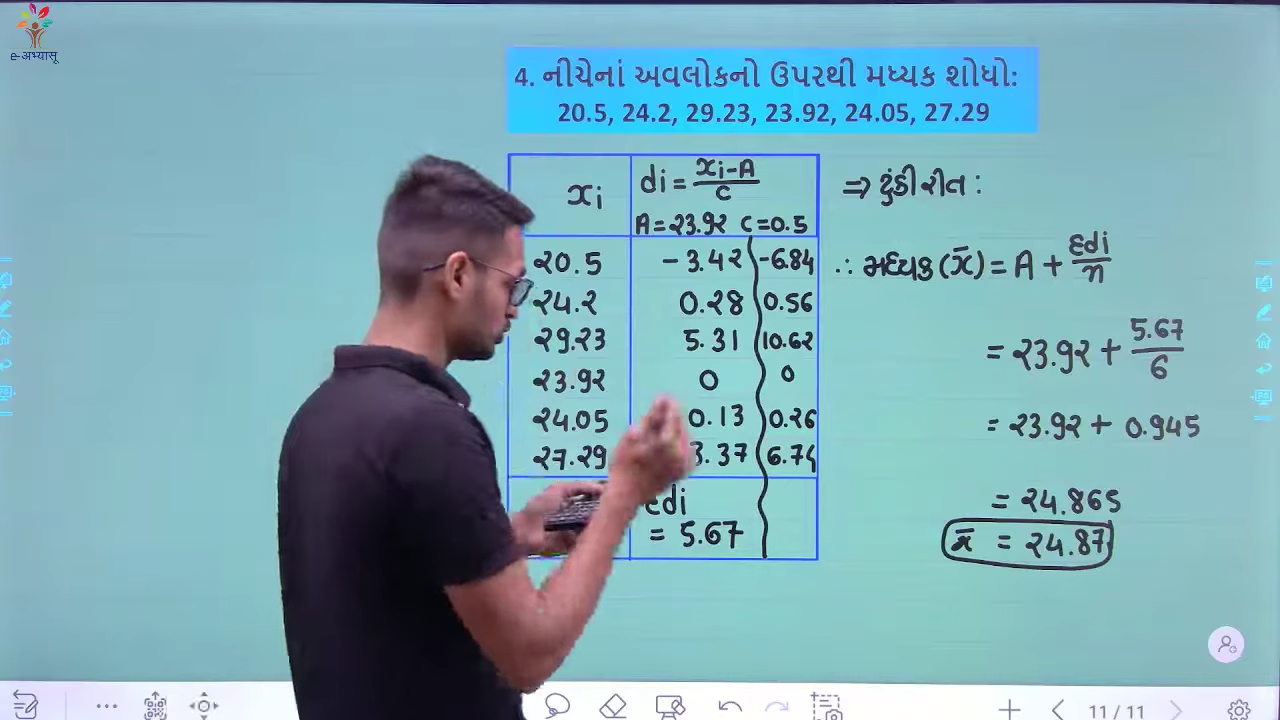 e-अभ्यासू
4. નીચેનાં અવલોકનો ઉપરથી મધ્યક શોધો:
20.5, 24.2, 29.23, 23.92, 24.05, 27.29
xi
di = xi-A/c
A=23.92 c=0.5
20.5 -3.42 -6.84
24.2 0.28 0.56
29.23 5.31 10.62
23.92 0 0
24.05 0.13 0.26
27.29 3.37 6.74
Σdi
= 5.67
⇒ ટુંકી રીત :
∴ મધ્યક (x̄) = A + Σdi/n
= 23.92 + 5.67/6
= 23.92 + 0.945
= 24.865
x̄ = 24.87
11 / 11